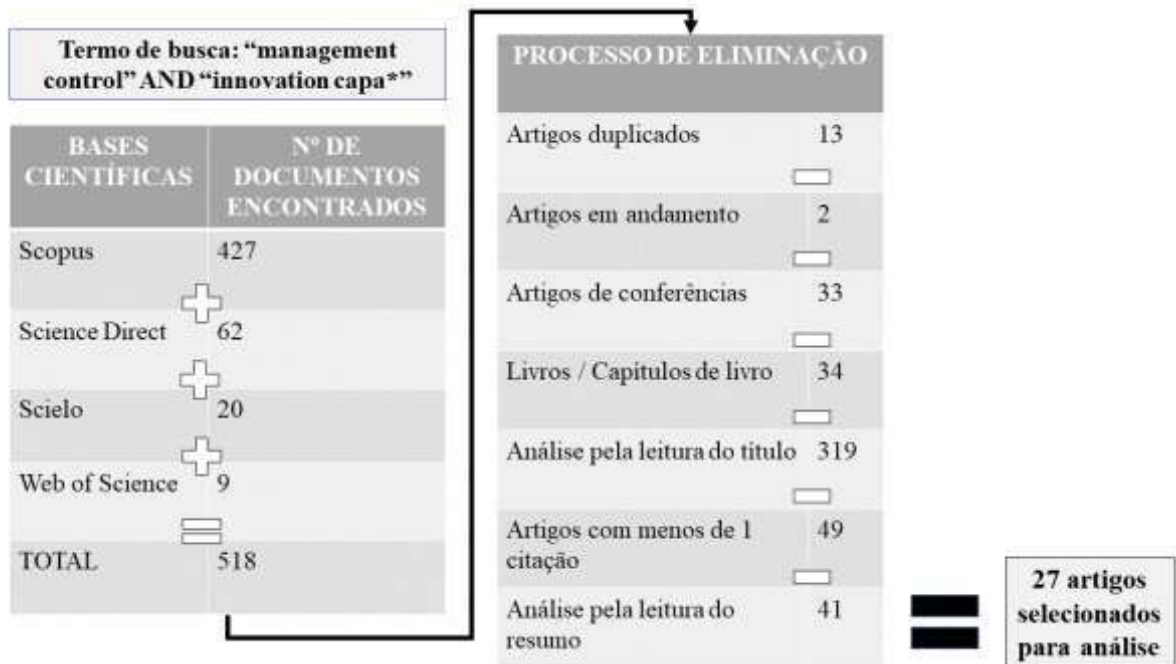 Termo de busca: “management
control” AND “innovation capa*”
BASES
CIENTÍFICAS
Nº DE
DOCUMENTOS
ENCONTRADOS
Scopus 427
Science Direct 62
Scielo 20
Web of Science 9
TOTAL 518
PROCESSO DE ELIMINAÇÃO
Artigos duplicados 13
Artigos em andamento 2
Artigos de conferências 33
Livros / Capítulos de livro 34
Análise pela leitura do título 319
Artigos com menos de 1 49
citação
Análise pela leitura do 41
resumo
27 artigos
selecionados
para análise